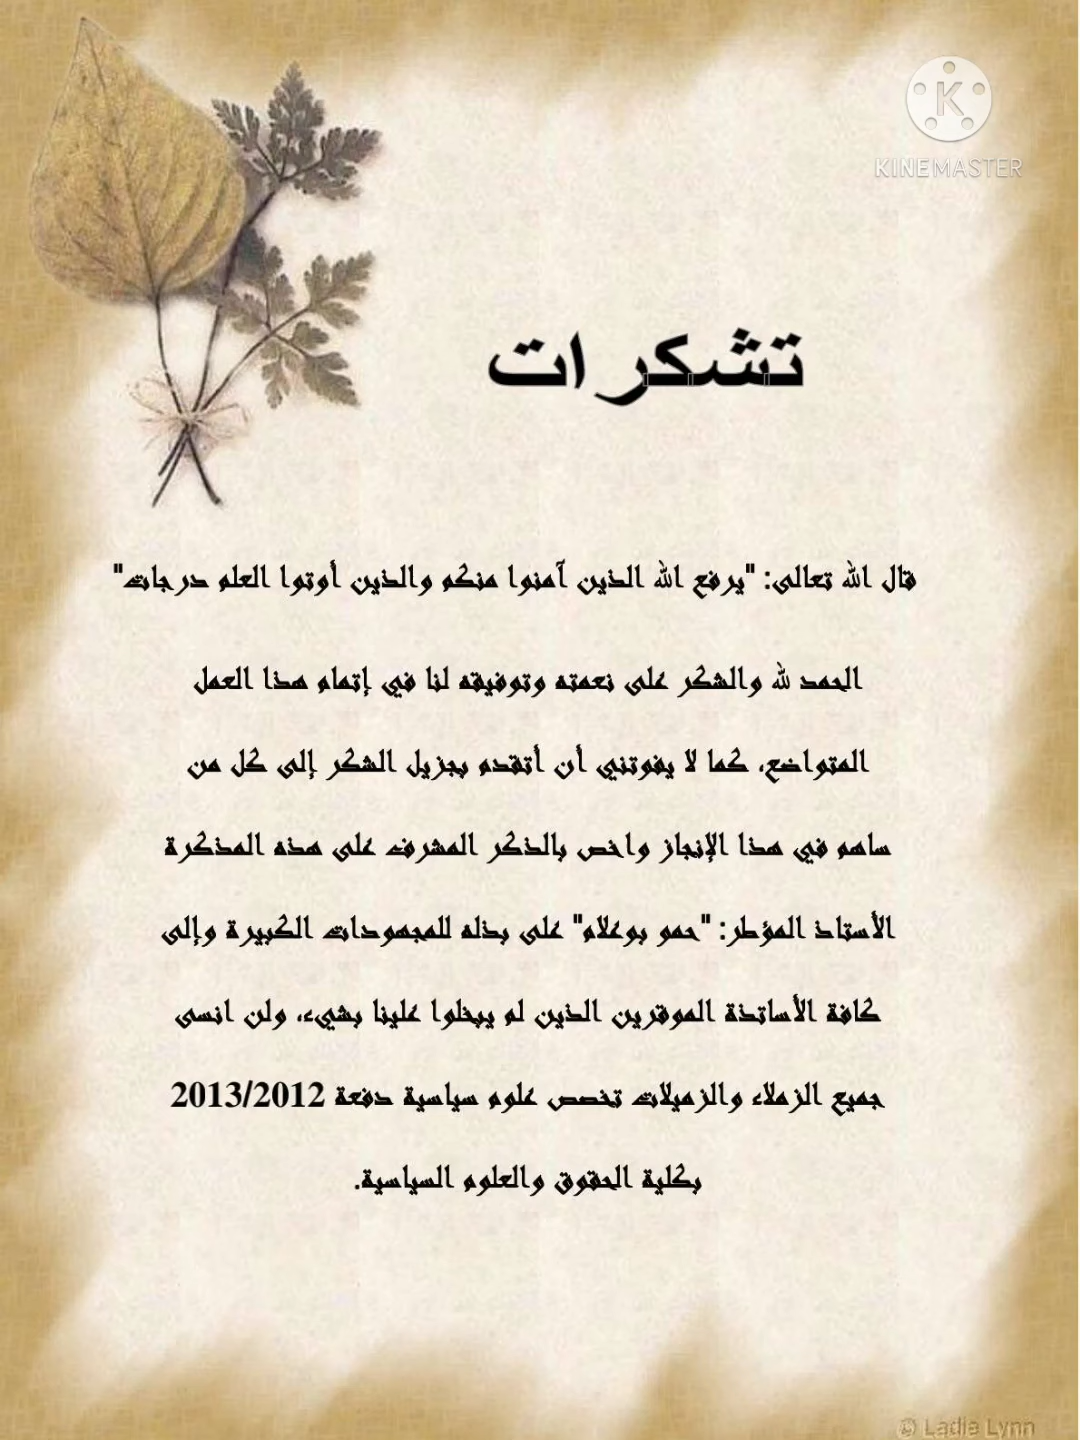 KINEMASTER
تشكرات
قال الله تعالى: "يرفع الله الذين آمنوا منكم والذين أوتوا العلم درجات"
الحمد لله والشكر على نعمته وتوفيقه لنا في إتمام هذا العمل
المتواضع، كما لا يفوتني أن أتقدم بجزيل الشكر إلى كل من
ساهم في هذا الإنجاز واخص بالذكر المشرف على هذه المذكرة
الأستاذ المؤطر: "حمو بوعلام" على بذله للمجهودات الكبيرة وإلى
كافة الأساتذة الموقرين الذين لم يبخلوا علينا بشيء، ولن انسى
جميع الزملاء والزميلات تخصص علوم سياسية دفعة 2013/2012
بكلية الحقوق والعلوم السياسية.
© Ladie Lynn